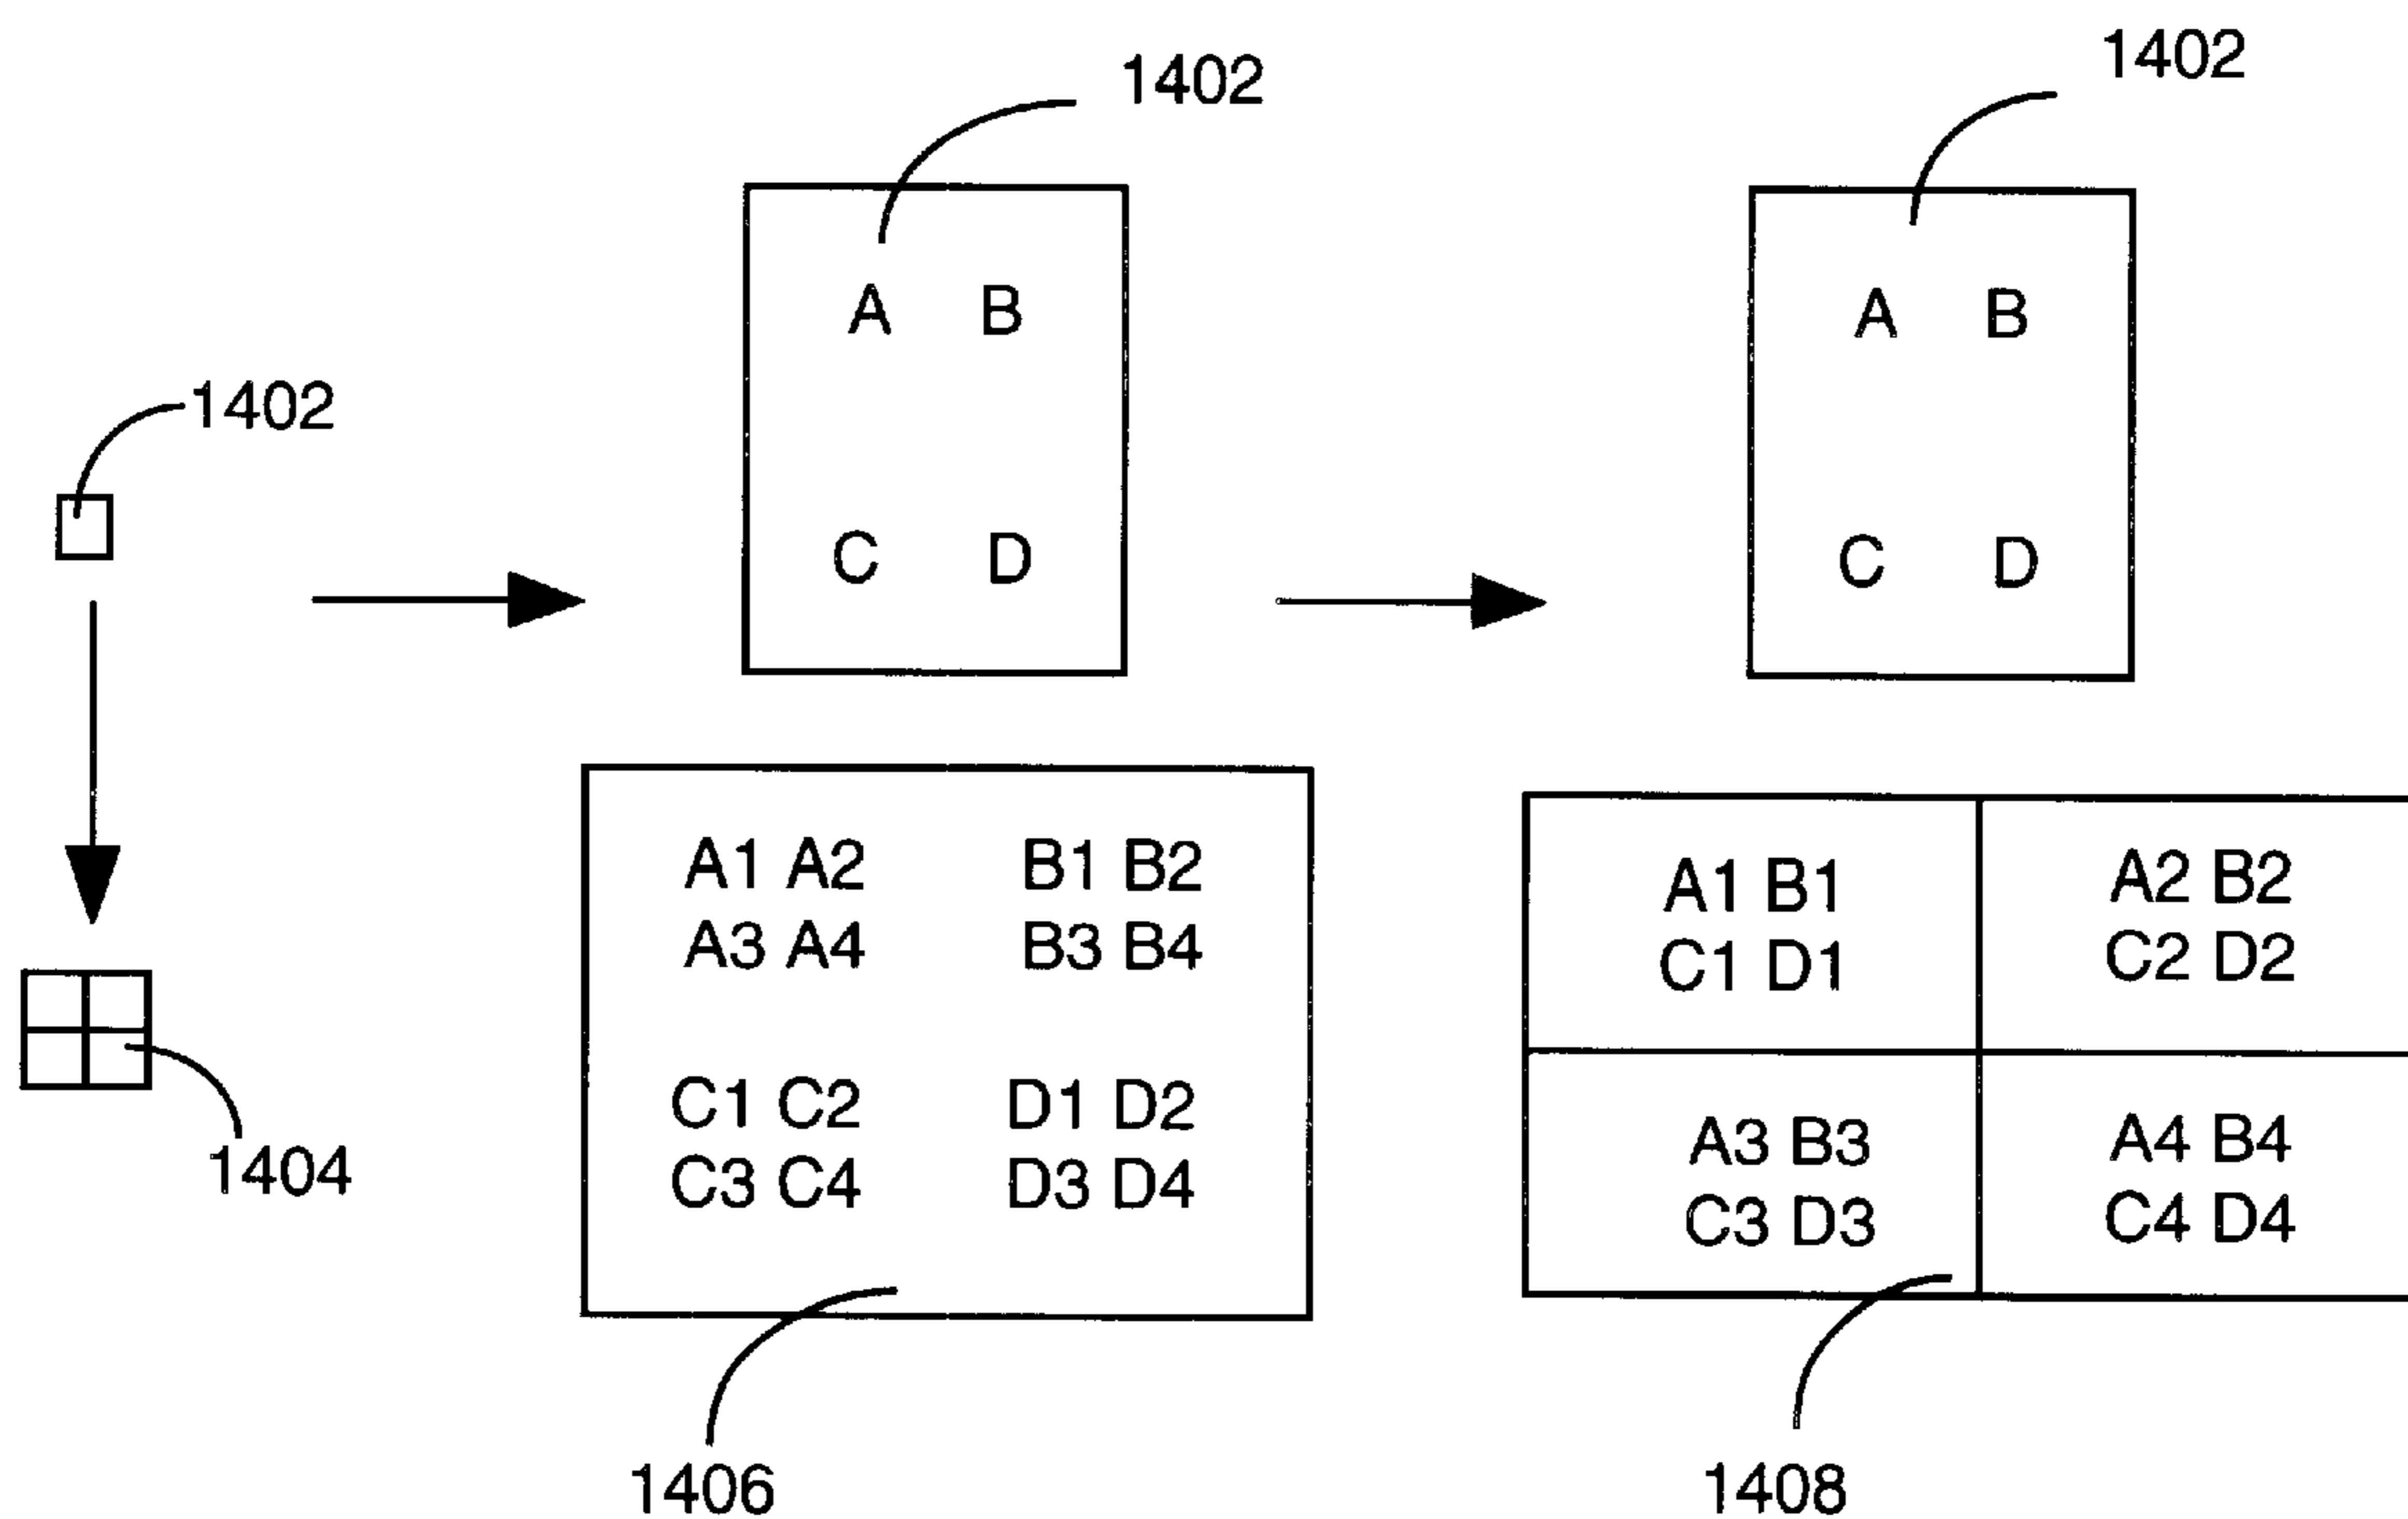 1402
1402
1402
A B
C D
A B
C D
1404
A1 A2 B1 B2
A3 A4 B3 B4
C1 C2 D1 D2
C3 C4 D3 D4
A1 B1
C1 D1
A2 B2
C2 D2
A3 B3
C3 D3
A4 B4
C4 D4
1406
1408